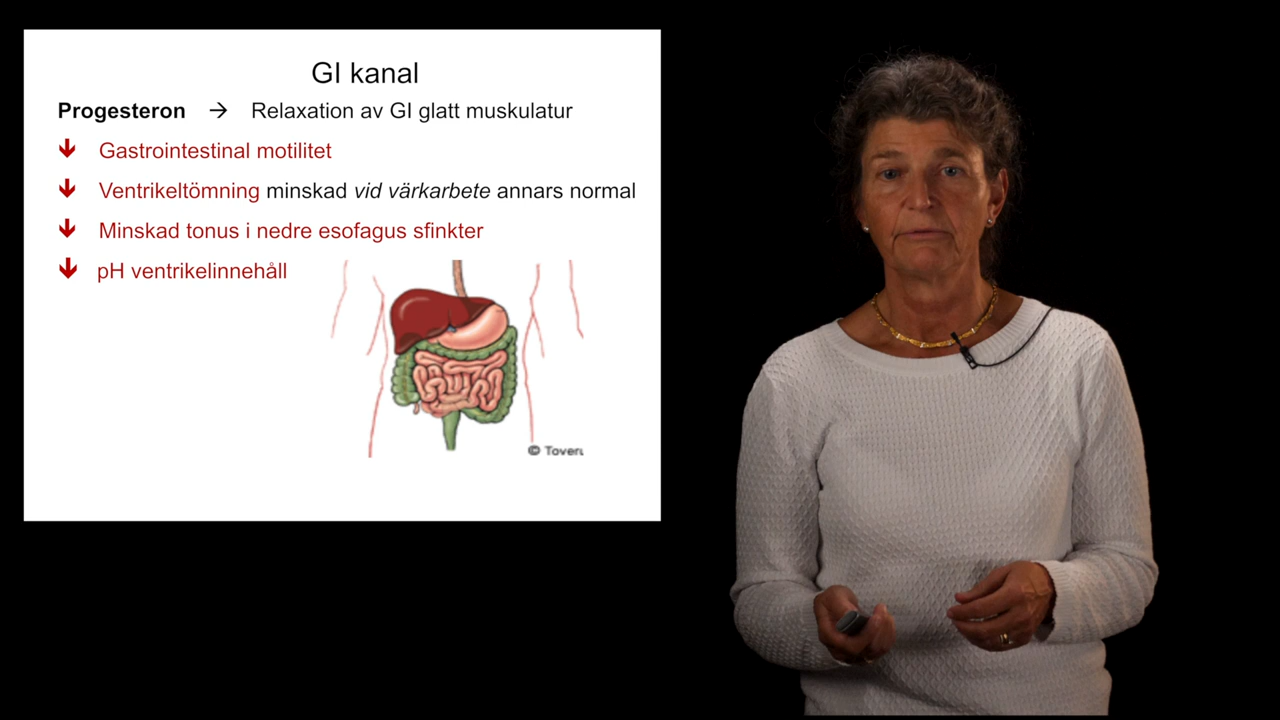 GI kanal
Progesteron → Relaxation av GI glatt muskulatur
↓ Gastrointestinal motilitet
↓ Ventrikeltömning minskad vid värkarbete annars normal
↓ Minskad tonus i nedre esofagus sfinkter
↓ pH ventrikelinnehåll
©